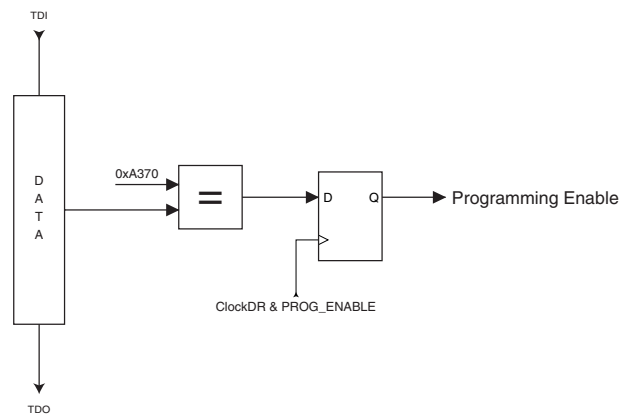 TDI
D
A
T
A
0xA370
=
D Q
Programming Enable
ClockDR & PROG_ENABLE
TDO